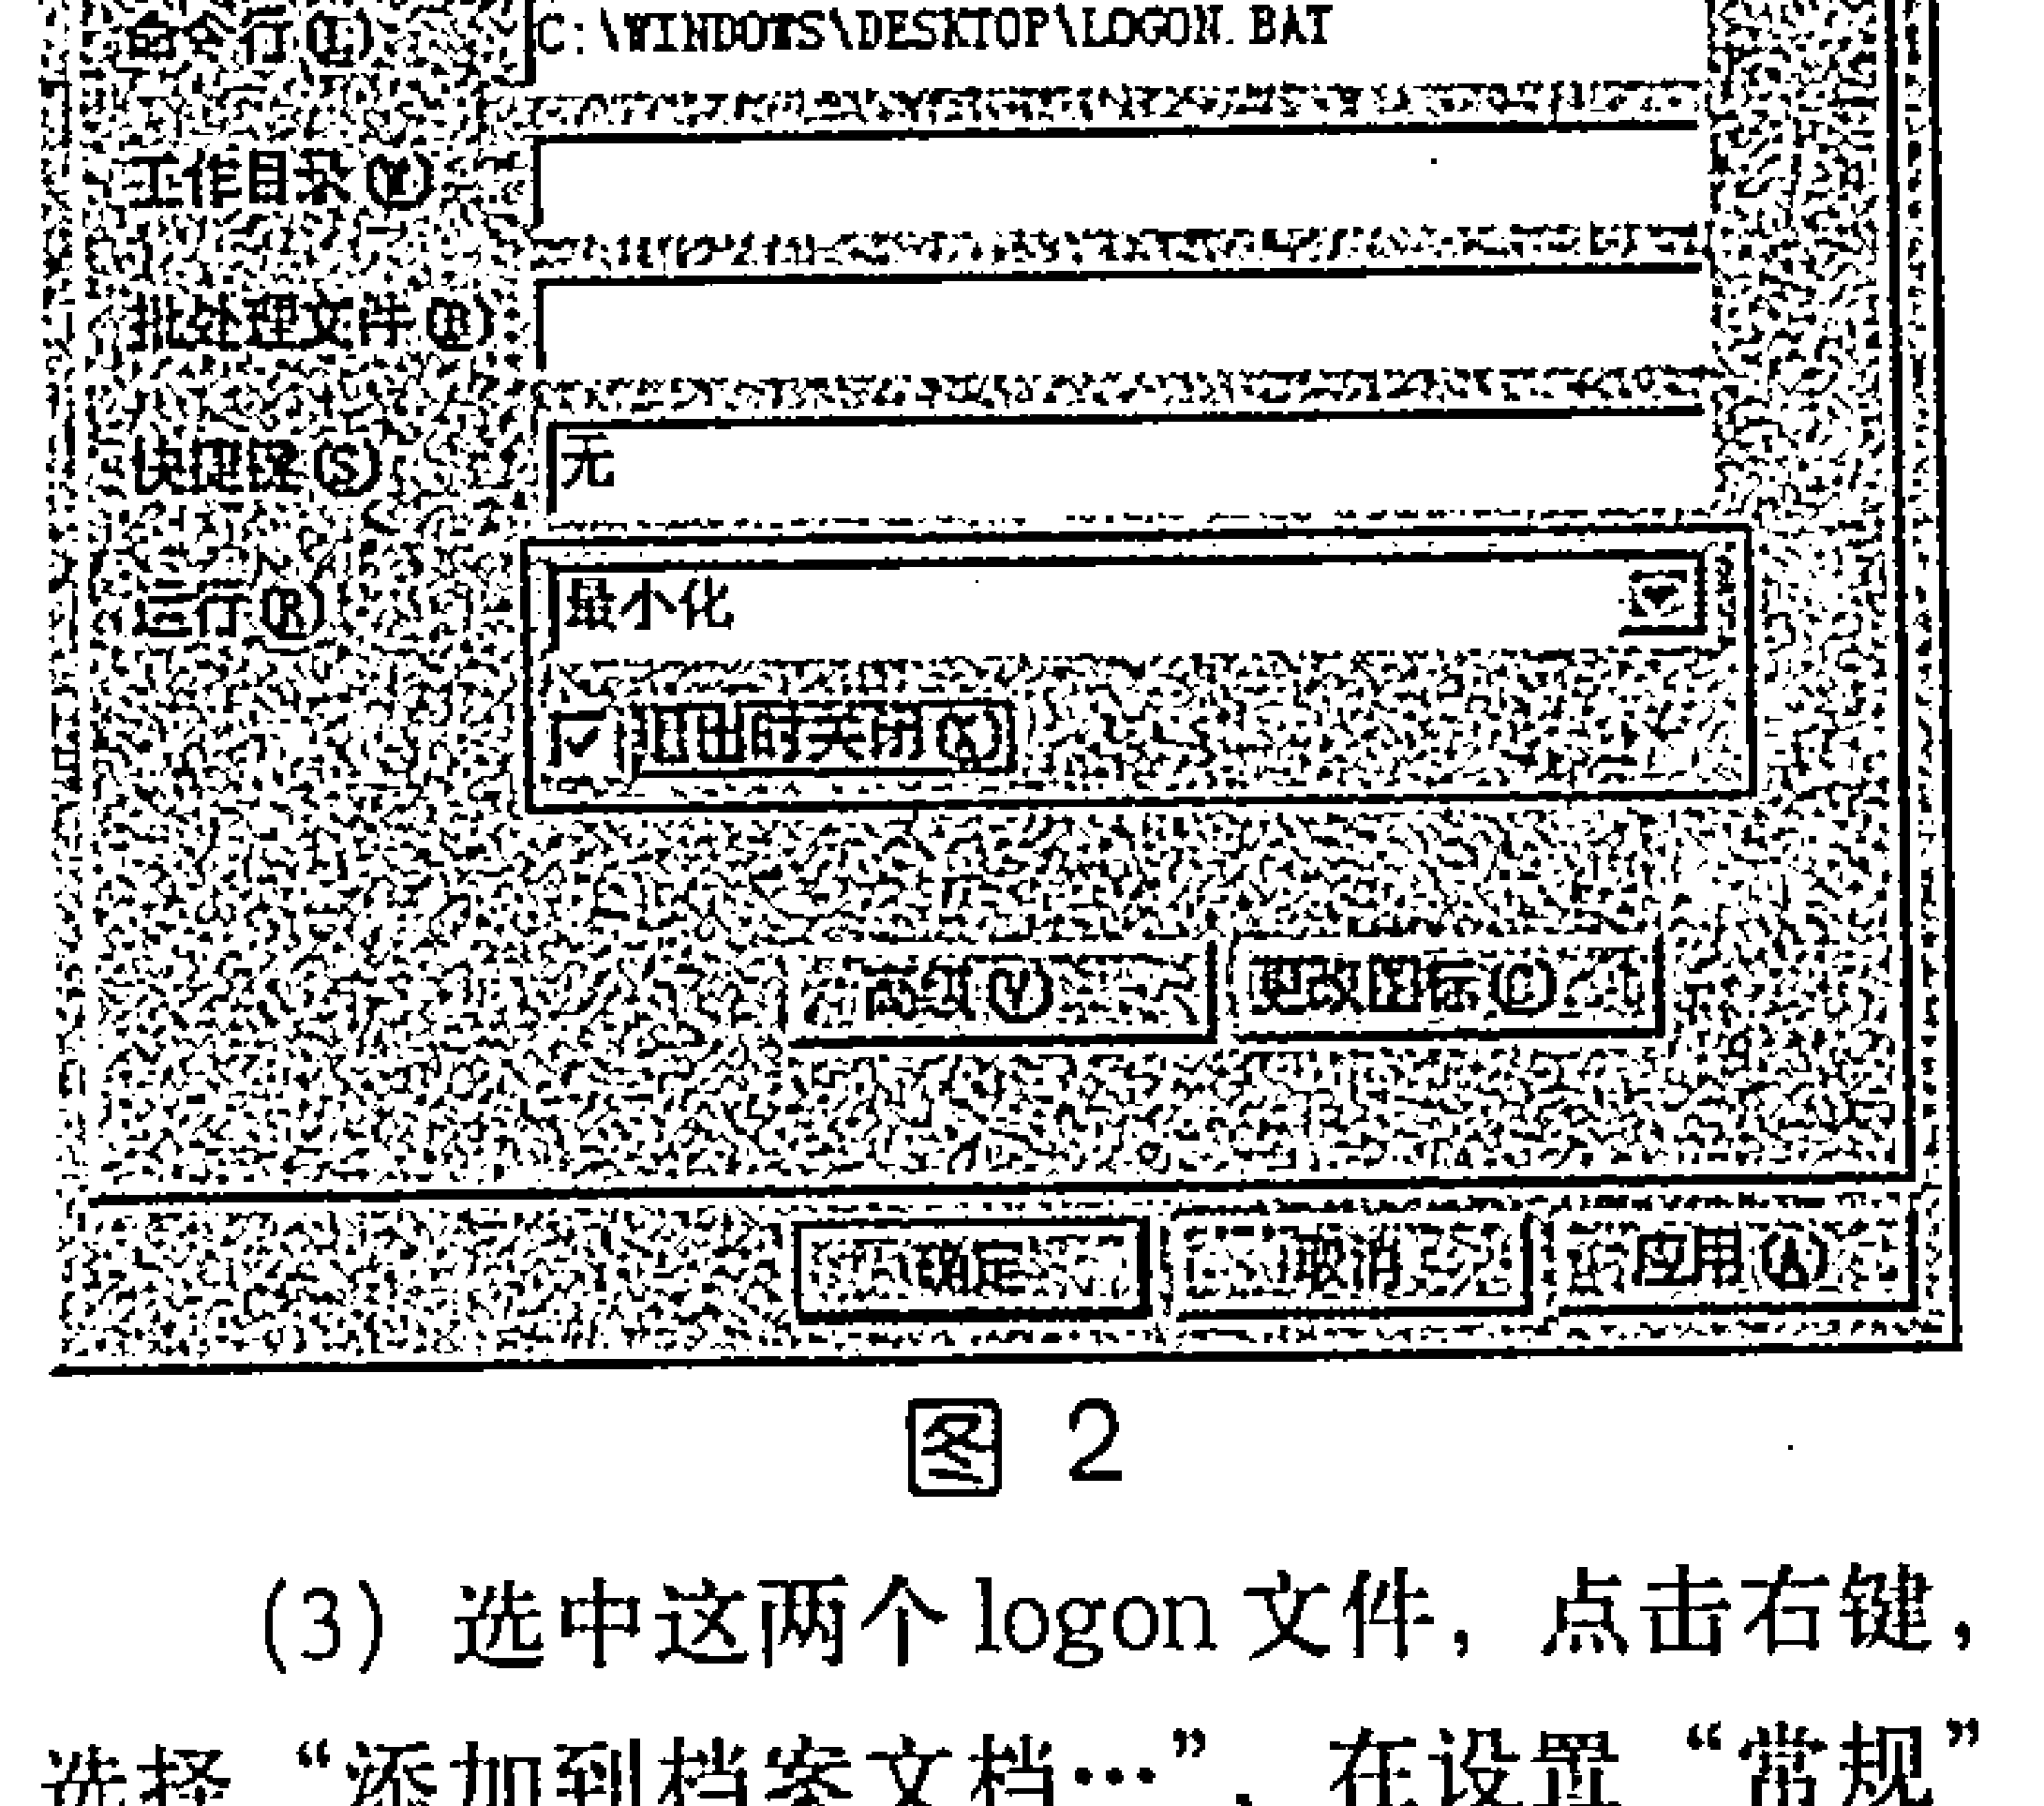 命令行(L) C:\WINDOWS\DESKTOP\LOGON.BAT
工作目录(W)
批处理文件(B)
快捷键(S) 无
运行(R) 最小化
退出时关闭(X)
高级(V) 更改图标(C)
确定 取消 应用(A)
图 2
(3) 选中这两个 logon 文件，点击右键，
选择“添加到档案文档…”，在设置“常规”